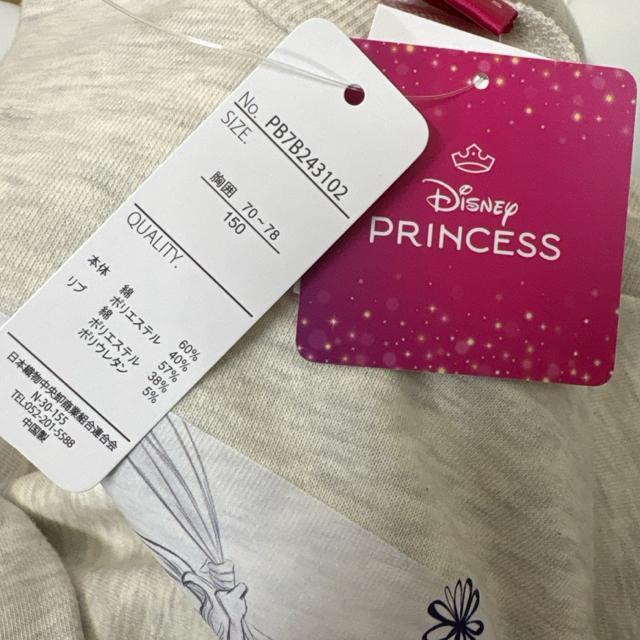 No. PB7B243102
SIZE.
胸囲 70~78
150
QUALITY.
本体 綿 60%
ポリエステル 40%
リブ 綿 57%
ポリエステル 38%
ポリウレタン 5%
日本織物中央卸商業組合連合会
N-30-155
TEL052-201-5588
中国製
Disney
PRINCESS